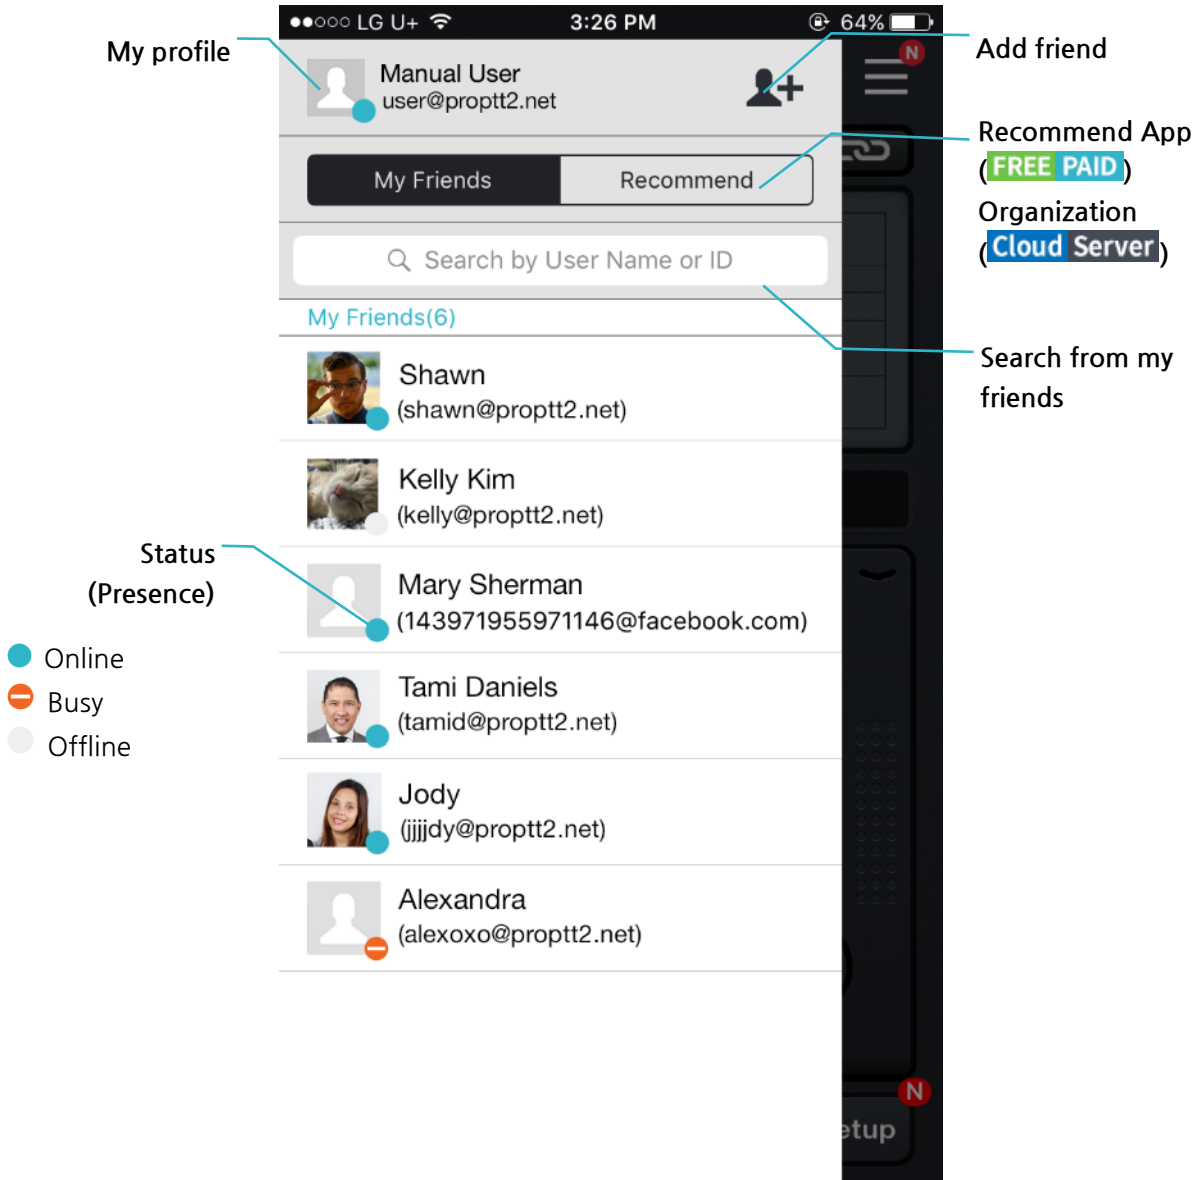 LG U+ 3:26 PM 64%
My profile
Manual User
user@proptt2.net
N
Add friend
My Friends
Recommend
Recommend App
(FREE PAID)
Organization
(Cloud Server)
Search by User Name or ID
My Friends(6)
Search from my
friends
Shawn
(shawn@proptt2.net)
Kelly Kim
(kelly@proptt2.net)
Status
(Presence)
Online
Busy
Offline
Mary Sherman
(143971955971146@facebook.com)
Tami Daniels
(tamid@proptt2.net)
Jody
(jjjjdy@proptt2.net)
Alexandra
(alexoxo@proptt2.net)
N
etup